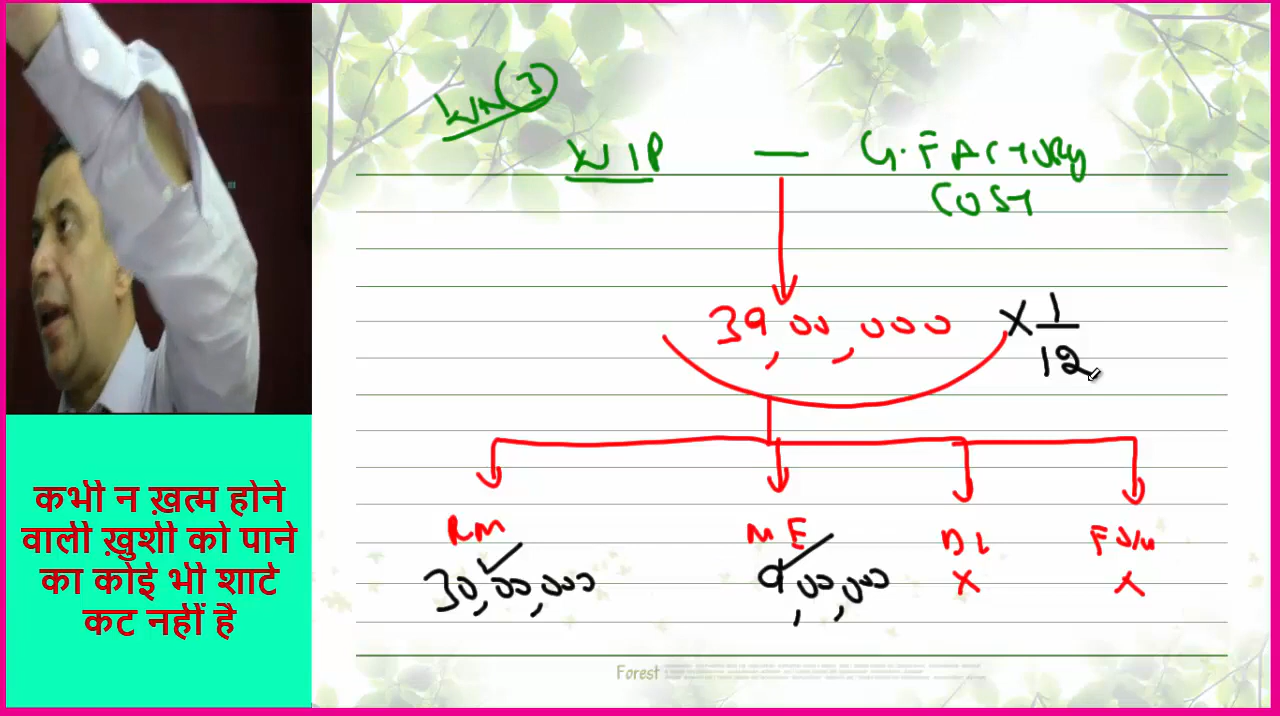 WN(3)
WIP — G.FACTORY
COST
39,00,000 X 1/12
RM ME DL F O/H
30,00,000 9,00,000 X X
कभी न ख़त्म होने
वाली ख़ुशी को पाने
का कोई भी शार्ट
कट नहीं है
Forest